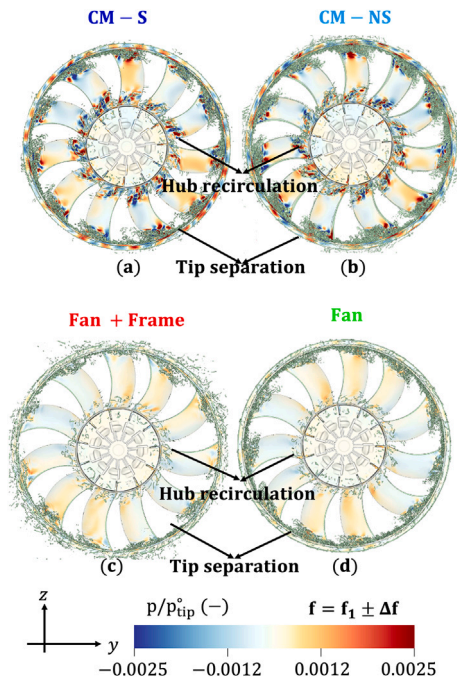 CM – S
CM – NS
Hub recirculation
Tip separation
(a)
(b)
Fan + Frame
Fan
Hub recirculation
Tip separation
(c)
(d)
z
y
p/p°tip (−)
f = f₁ ± Δf
−0.0025
−0.0012
0.0012
0.0025